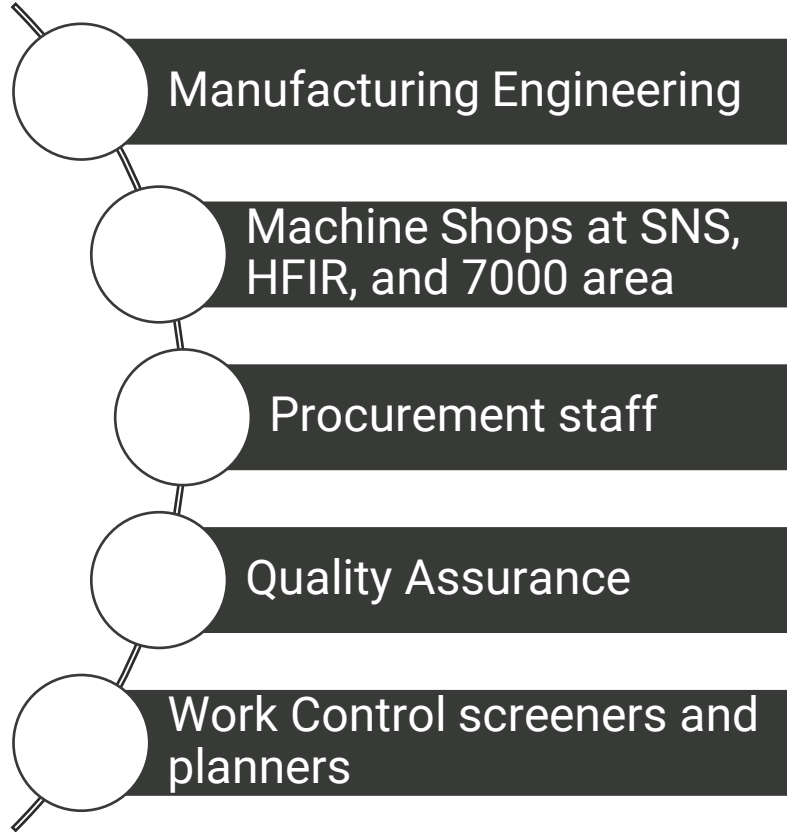 Manufacturing Engineering
Machine Shops at SNS,
HFIR, and 7000 area
Procurement staff
Quality Assurance
Work Control screeners and
planners